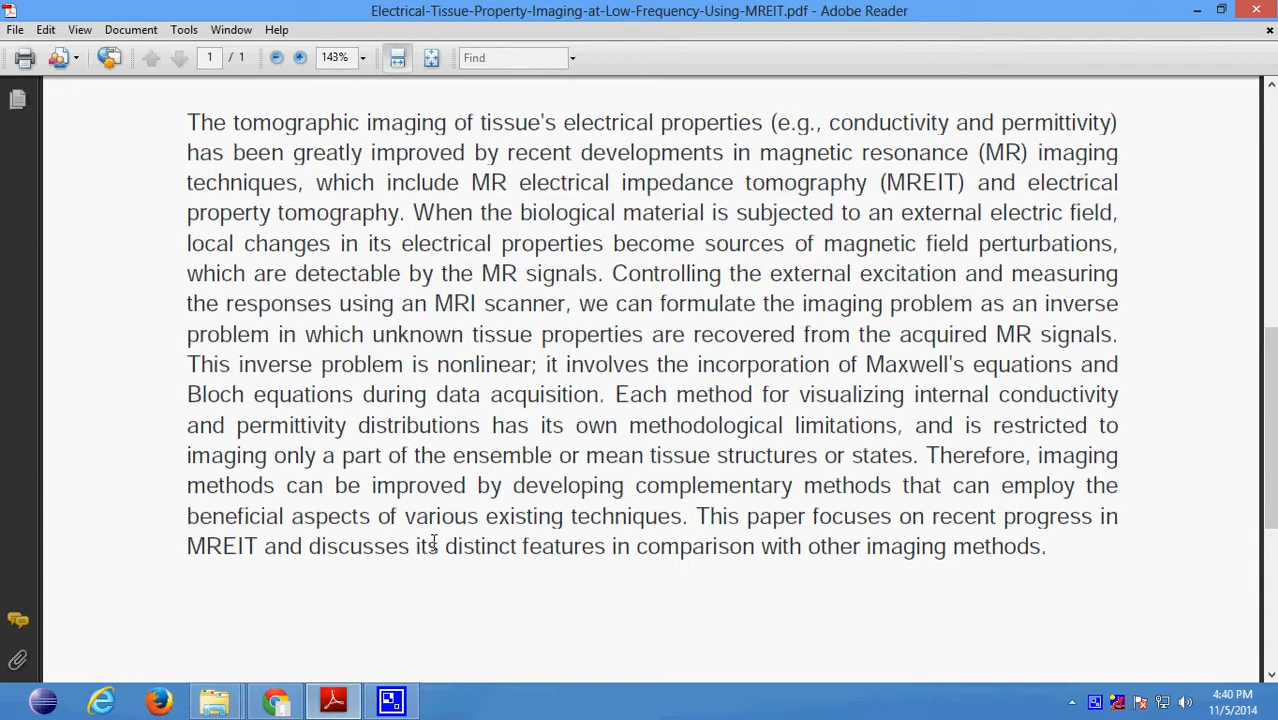 Electrical-Tissue-Property-Imaging-at-Low-Frequency-Using-MREIT.pdf - Adobe Reader
File Edit View Document Tools Window Help
1 / 1 143% Find
The tomographic imaging of tissue's electrical properties (e.g., conductivity and permittivity)
has been greatly improved by recent developments in magnetic resonance (MR) imaging
techniques, which include MR electrical impedance tomography (MREIT) and electrical
property tomography. When the biological material is subjected to an external electric field,
local changes in its electrical properties become sources of magnetic field perturbations,
which are detectable by the MR signals. Controlling the external excitation and measuring
the responses using an MRI scanner, we can formulate the imaging problem as an inverse
problem in which unknown tissue properties are recovered from the acquired MR signals.
This inverse problem is nonlinear; it involves the incorporation of Maxwell's equations and
Bloch equations during data acquisition. Each method for visualizing internal conductivity
and permittivity distributions has its own methodological limitations, and is restricted to
imaging only a part of the ensemble or mean tissue structures or states. Therefore, imaging
methods can be improved by developing complementary methods that can employ the
beneficial aspects of various existing techniques. This paper focuses on recent progress in
MREIT and discusses its distinct features in comparison with other imaging methods.
4:40 PM
11/5/2014